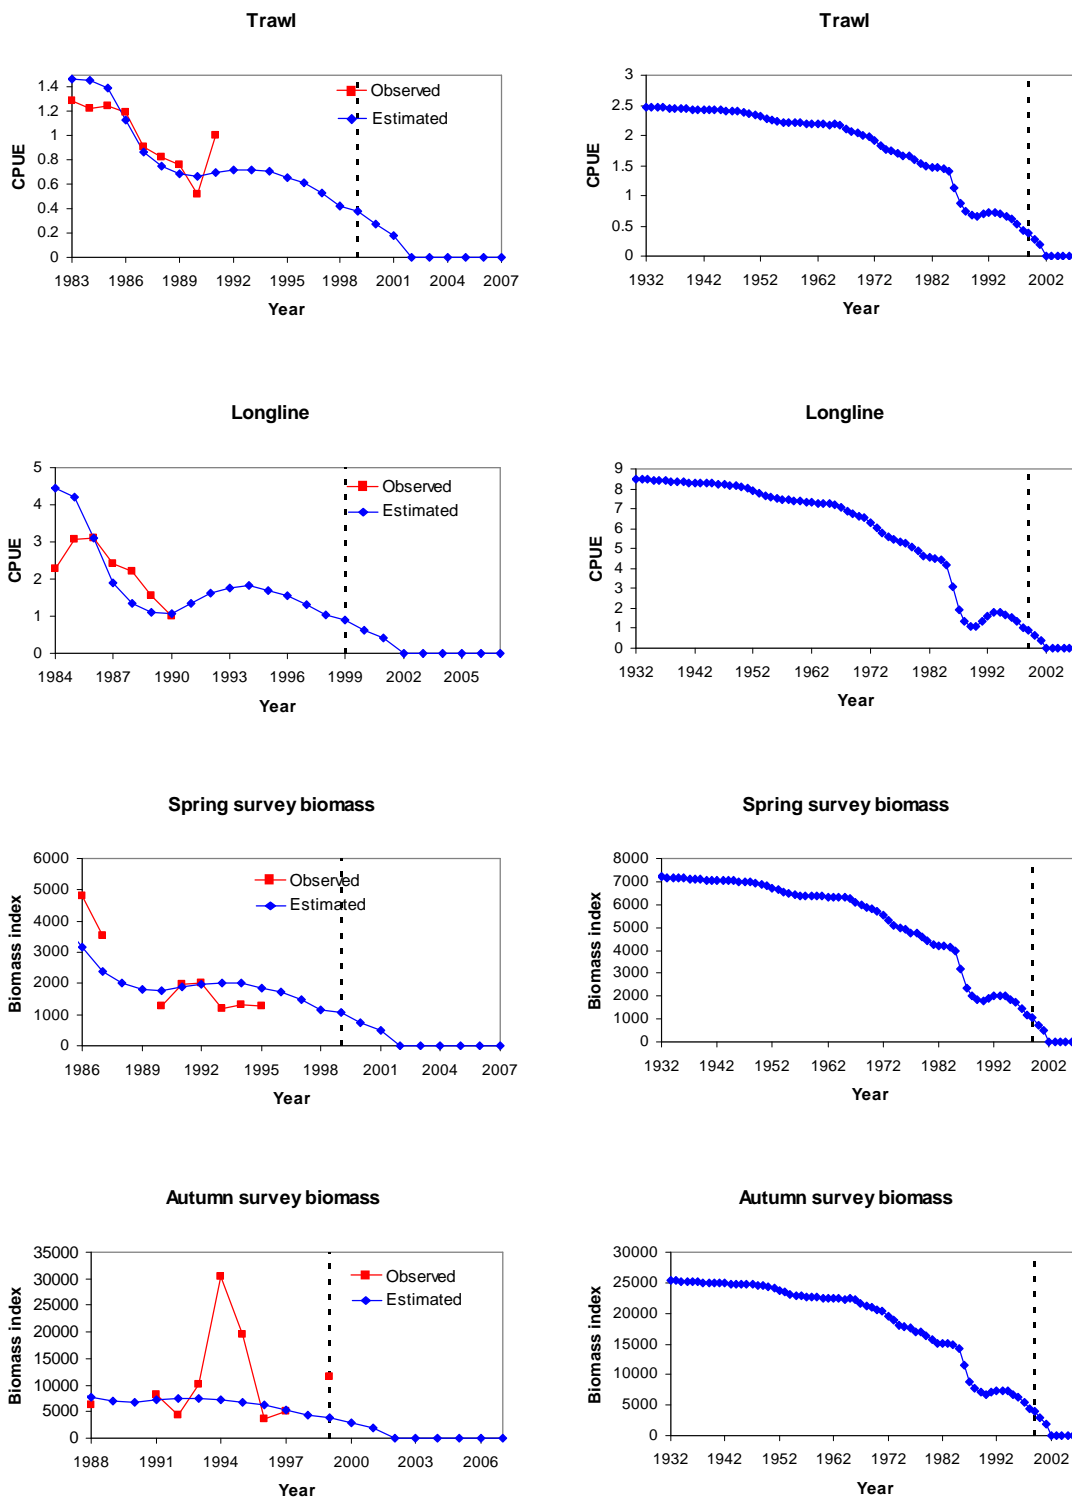 Trawl
1.4
1.2
1
0.8
0.6
0.4
0.2
0
CPUE
Observed
Estimated
1983 1986 1989 1992 1995 1998 2001 2004 2007
Year
Trawl
3
2.5
2
1.5
1
0.5
0
CPUE
1932 1942 1952 1962 1972 1982 1992 2002
Year
Longline
5
4
3
2
1
0
CPUE
Observed
Estimated
1984 1987 1990 1993 1996 1999 2002 2005
Year
Longline
9
8
7
6
5
4
3
2
1
0
CPUE
1932 1942 1952 1962 1972 1982 1992 2002
Year
Spring survey biomass
6000
5000
4000
3000
2000
1000
0
Biomass index
Observed
Estimated
1986 1989 1992 1995 1998 2001 2004 2007
Year
Spring survey biomass
8000
7000
6000
5000
4000
3000
2000
1000
0
Biomass index
1932 1942 1952 1962 1972 1982 1992 2002
Year
Autumn survey biomass
35000
30000
25000
20000
15000
10000
5000
0
Biomass index
Observed
Estimated
1988 1991 1994 1997 2000 2003 2006
Year
Autumn survey biomass
30000
25000
20000
15000
10000
5000
0
Biomass index
1932 1942 1952 1962 1972 1982 1992 2002
Year